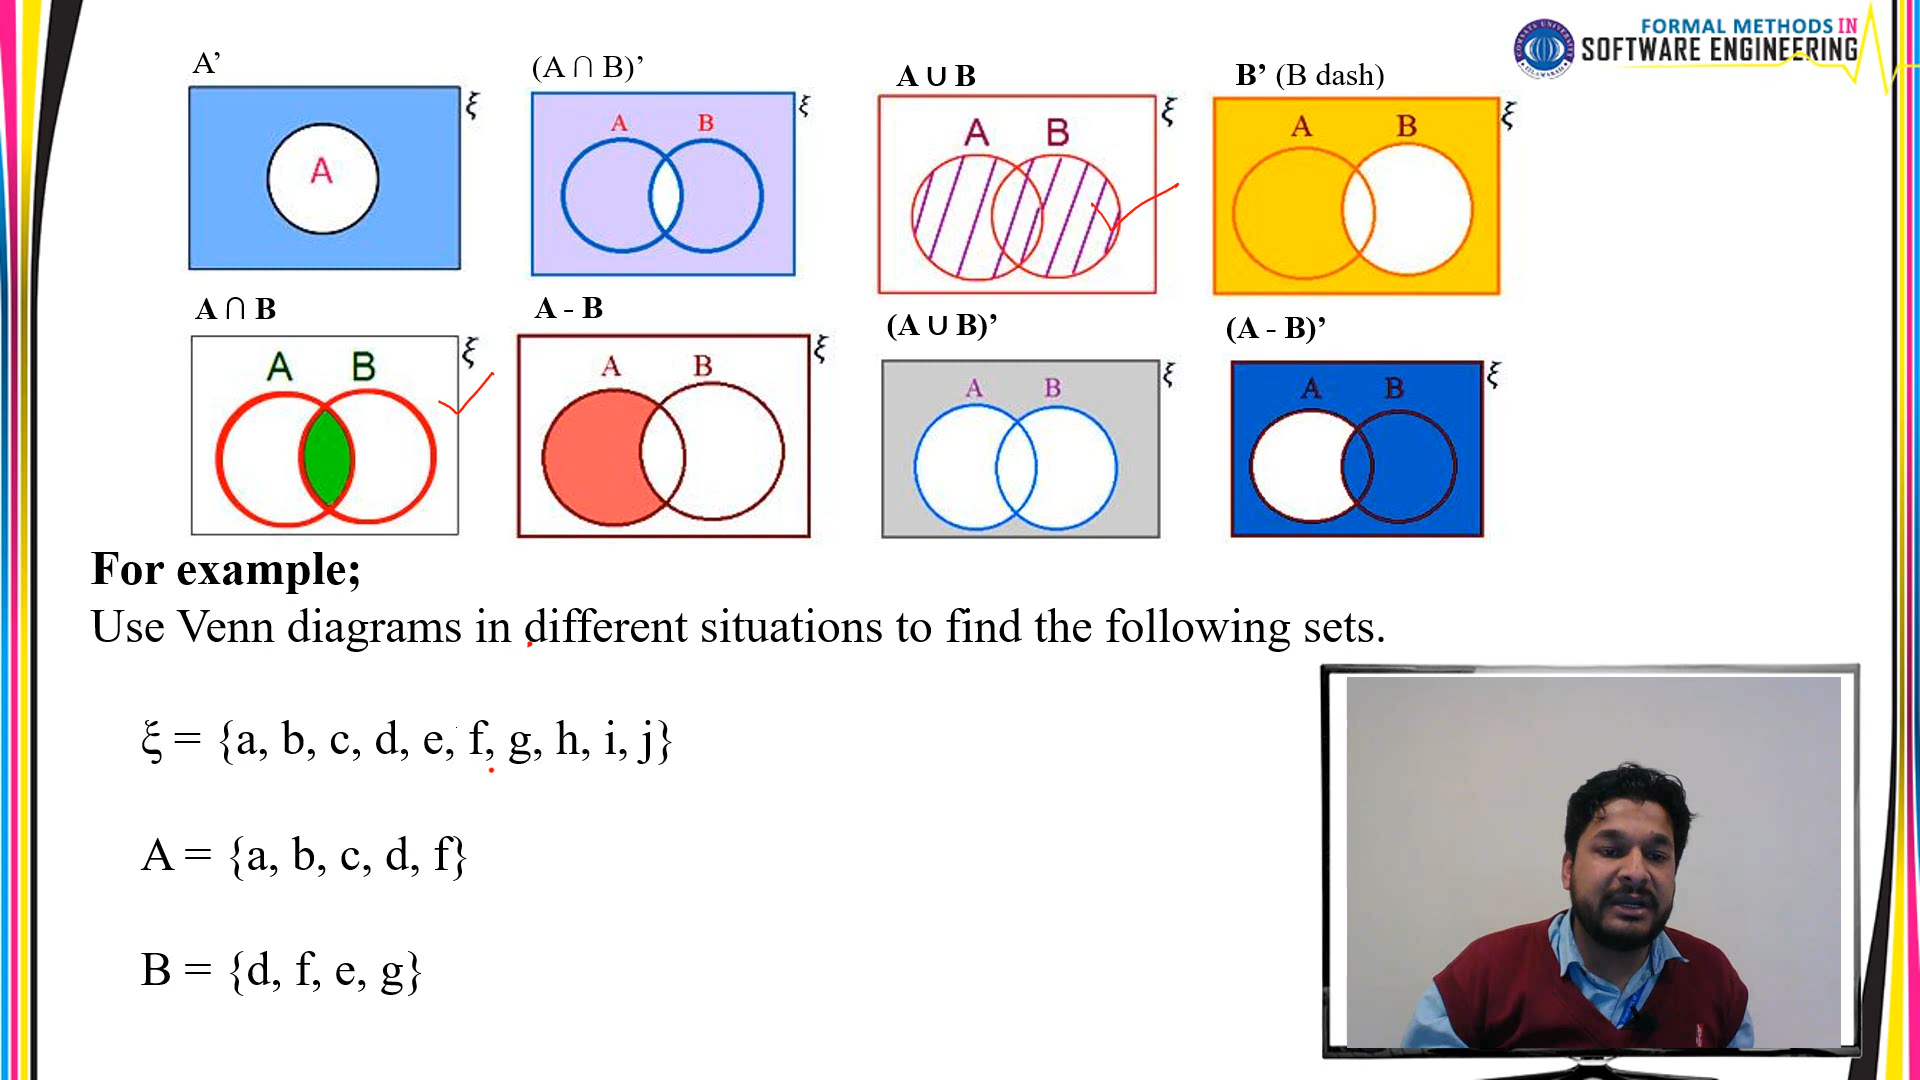 FORMAL METHODS IN
SOFTWARE ENGINEERING
A’
(A ∩ B)’
A ∪ B
B’ (B dash)
ξ
A
ξ
A B
ξ
A B
ξ
A B
A ∩ B
A - B
(A ∪ B)’
(A - B)’
ξ
A B
ξ
A B
ξ
A B
ξ
A B
For example;
Use Venn diagrams in different situations to find the following sets.
ξ = {a, b, c, d, e, f, g, h, i, j}
A = {a, b, c, d, f}
B = {d, f, e, g}